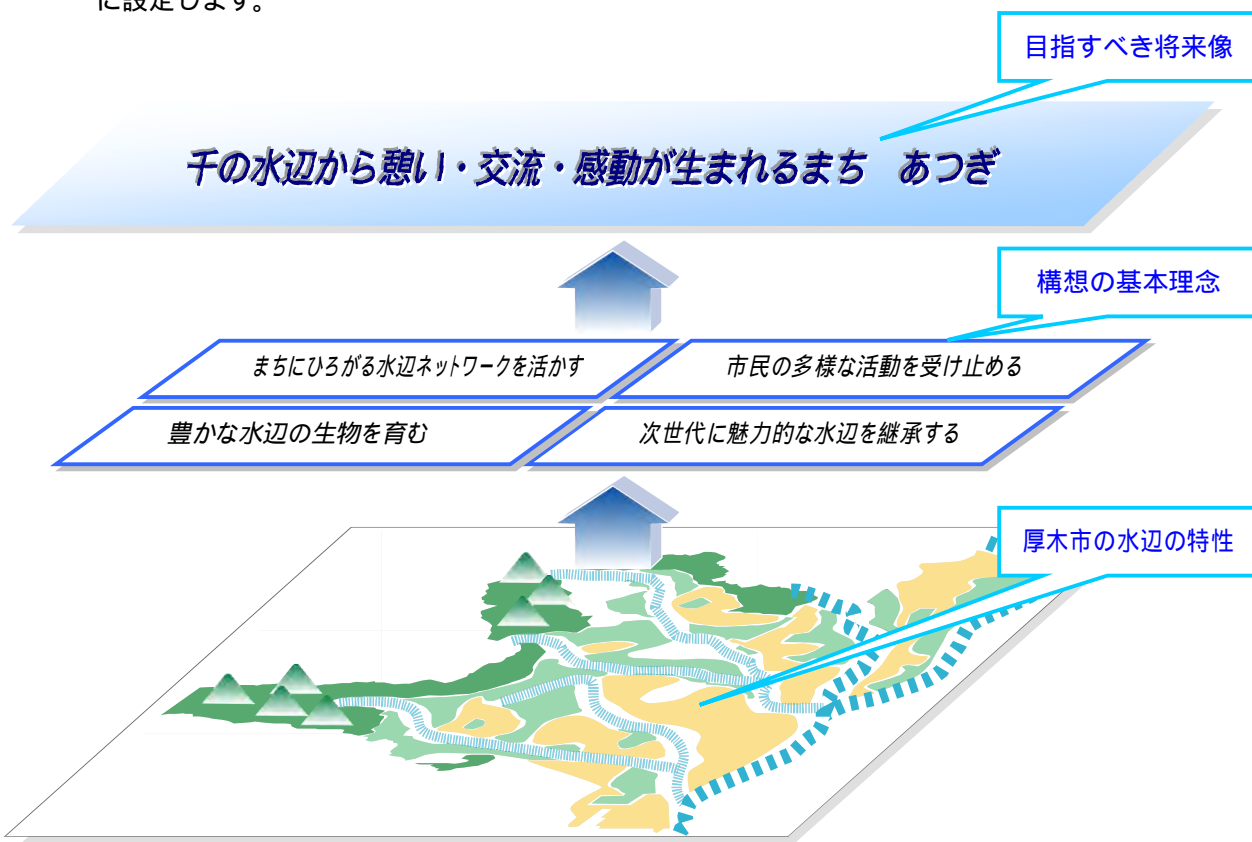 に設定します。
目指すべき将来像
千の水辺から憩い・交流・感動が生まれるまち　あつぎ
構想の基本理念
まちにひろがる水辺ネットワークを活かす
市民の多様な活動を受け止める
豊かな水辺の生物を育む
次世代に魅力的な水辺を継承する
厚木市の水辺の特性